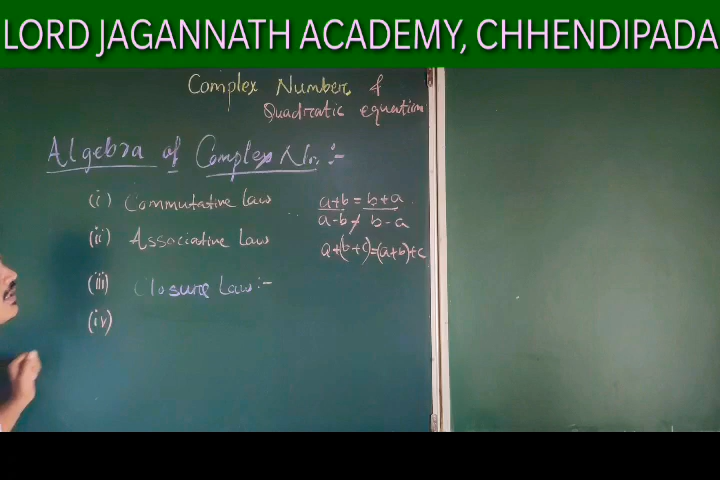 LORD JAGANNATH ACADEMY, CHHENDIPADA
Complex Number &
Quadratic equation
Algebra of Complex No. :-
(i) Commutative Law a+b = b+a
a-b ≠ b-a
(ii) Associative Law a+(b+c)=(a+b)+c
(iii) Closure Law :-
(iv)